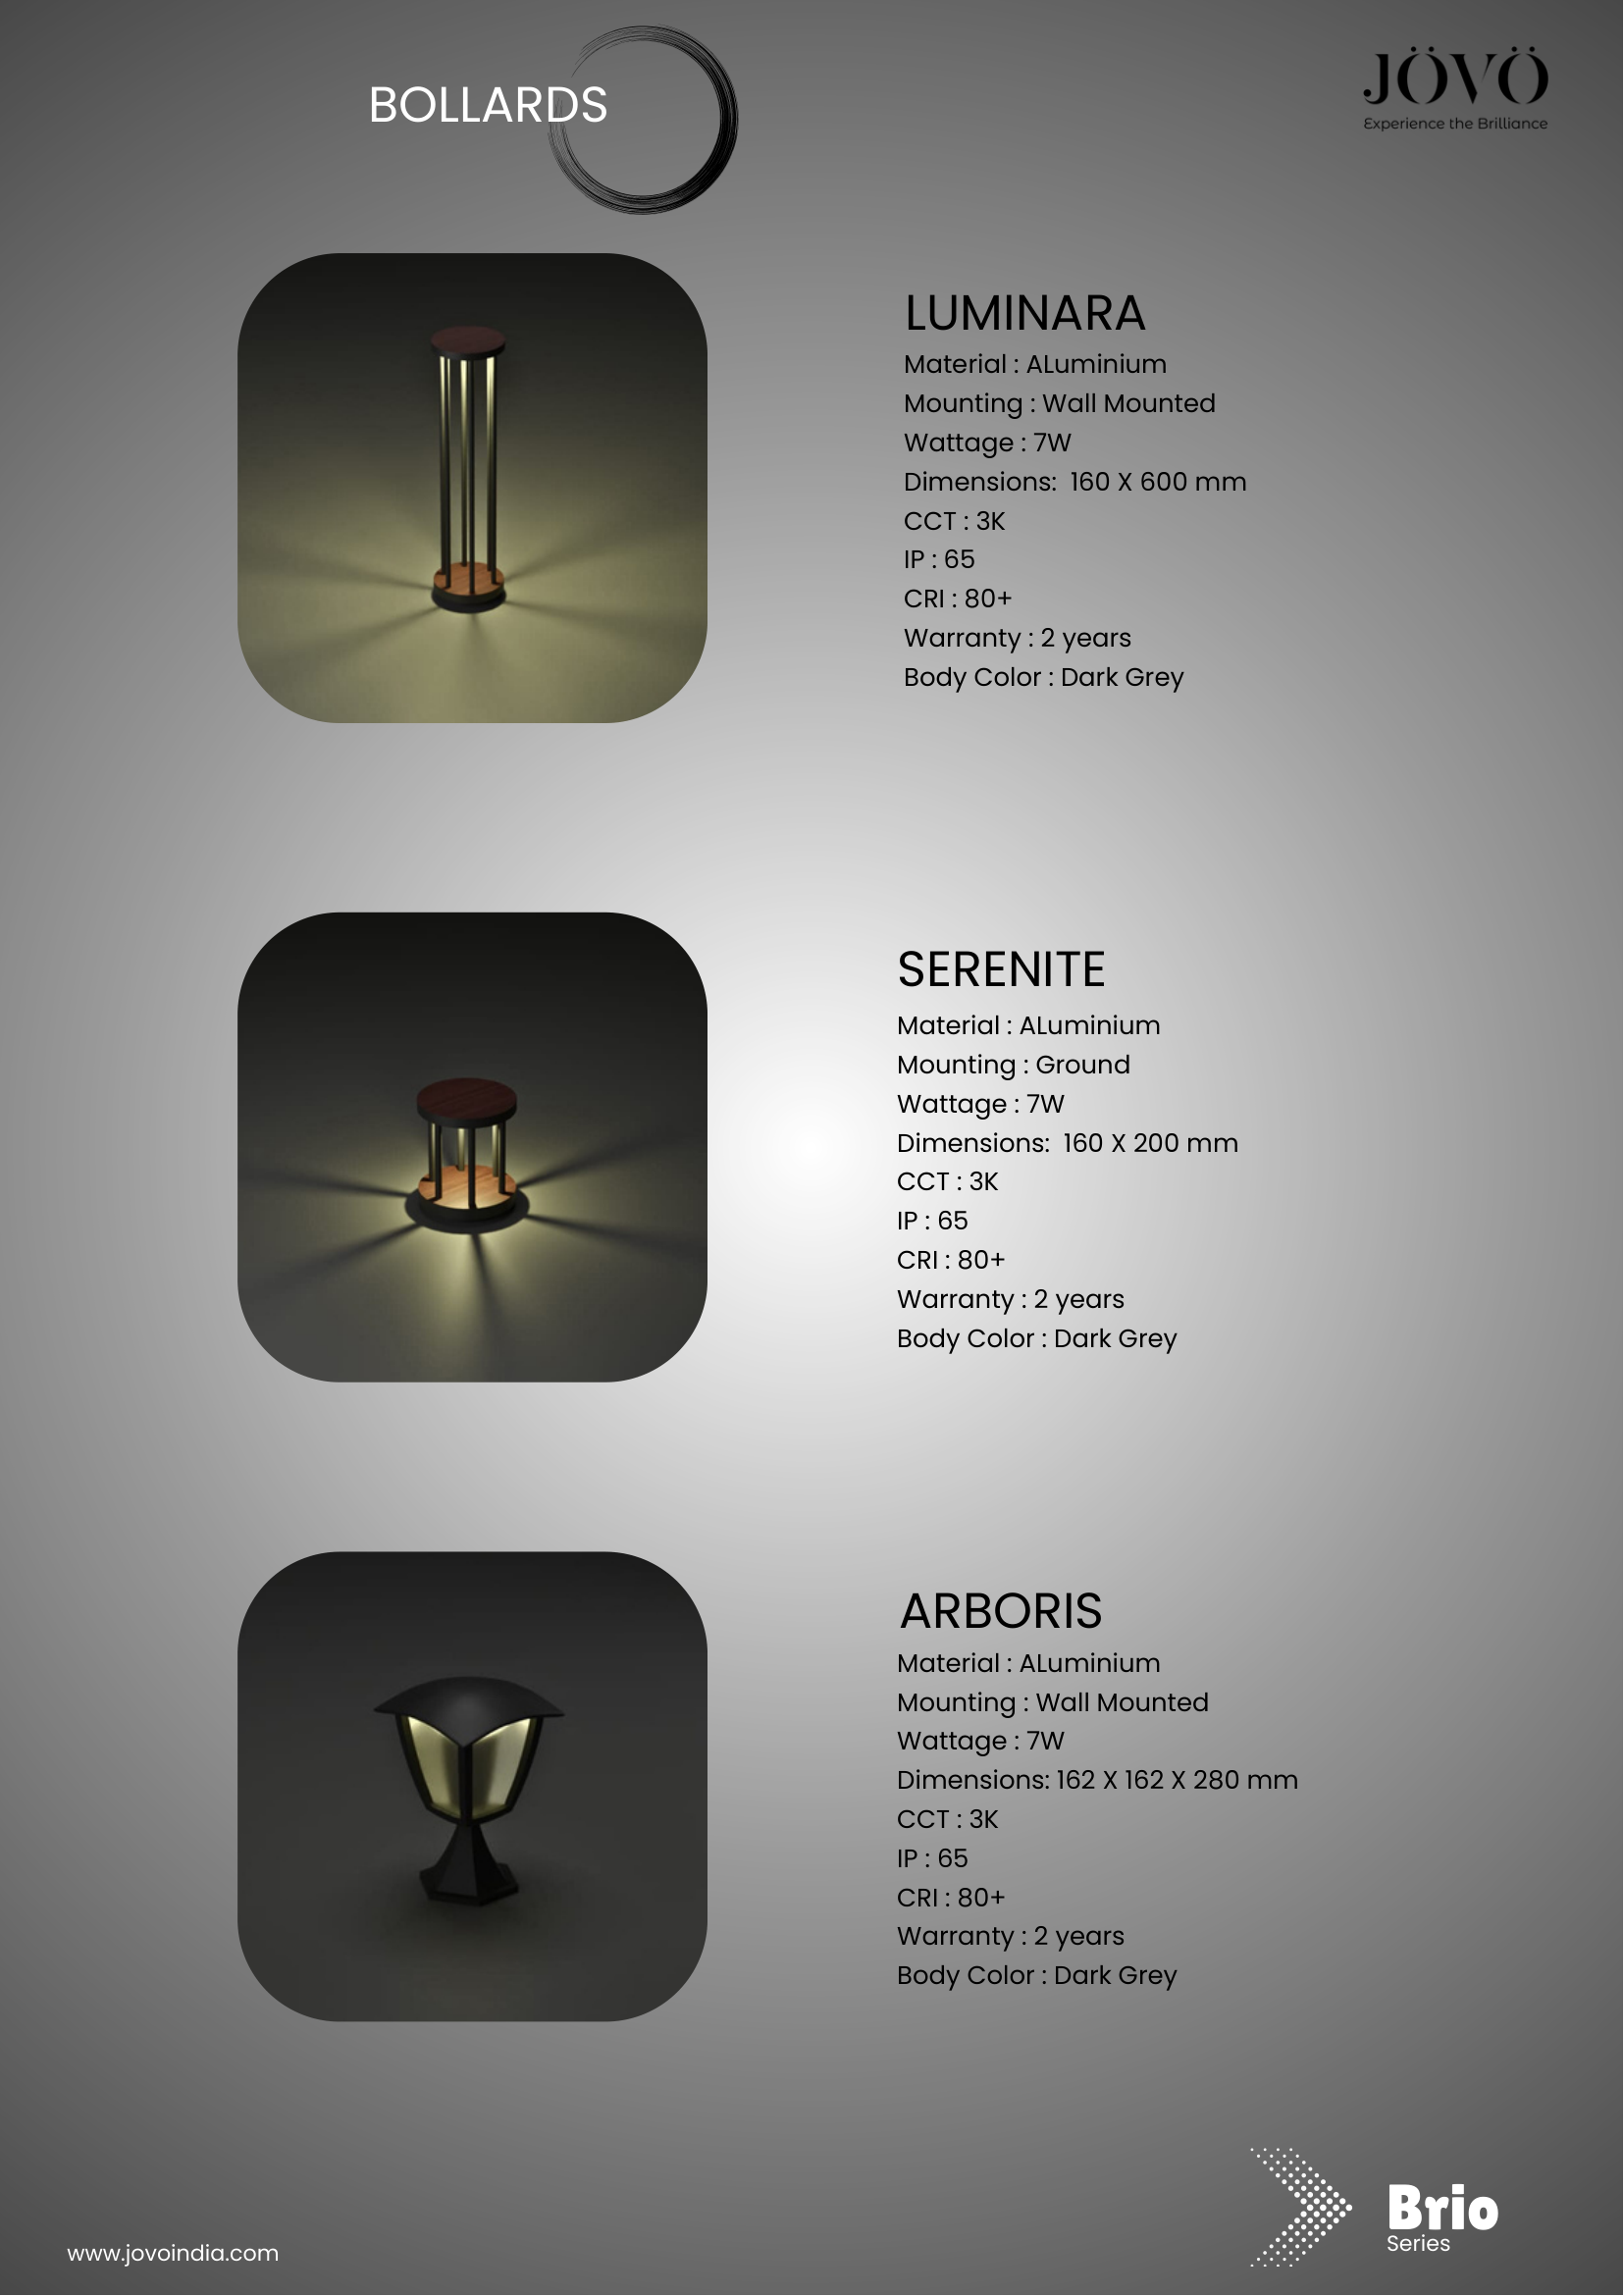 BOLLARDS
JÖVÖ
Experience the Brilliance
LUMINARA
Material : ALuminium
Mounting : Wall Mounted
Wattage : 7W
Dimensions: 160 X 600 mm
CCT : 3K
IP : 65
CRI : 80+
Warranty : 2 years
Body Color : Dark Grey
SERENITE
Material : ALuminium
Mounting : Ground
Wattage : 7W
Dimensions: 160 X 200 mm
CCT : 3K
IP : 65
CRI : 80+
Warranty : 2 years
Body Color : Dark Grey
ARBORIS
Material : ALuminium
Mounting : Wall Mounted
Wattage : 7W
Dimensions: 162 X 162 X 280 mm
CCT : 3K
IP : 65
CRI : 80+
Warranty : 2 years
Body Color : Dark Grey
Brio
Series
www.jovoindia.com